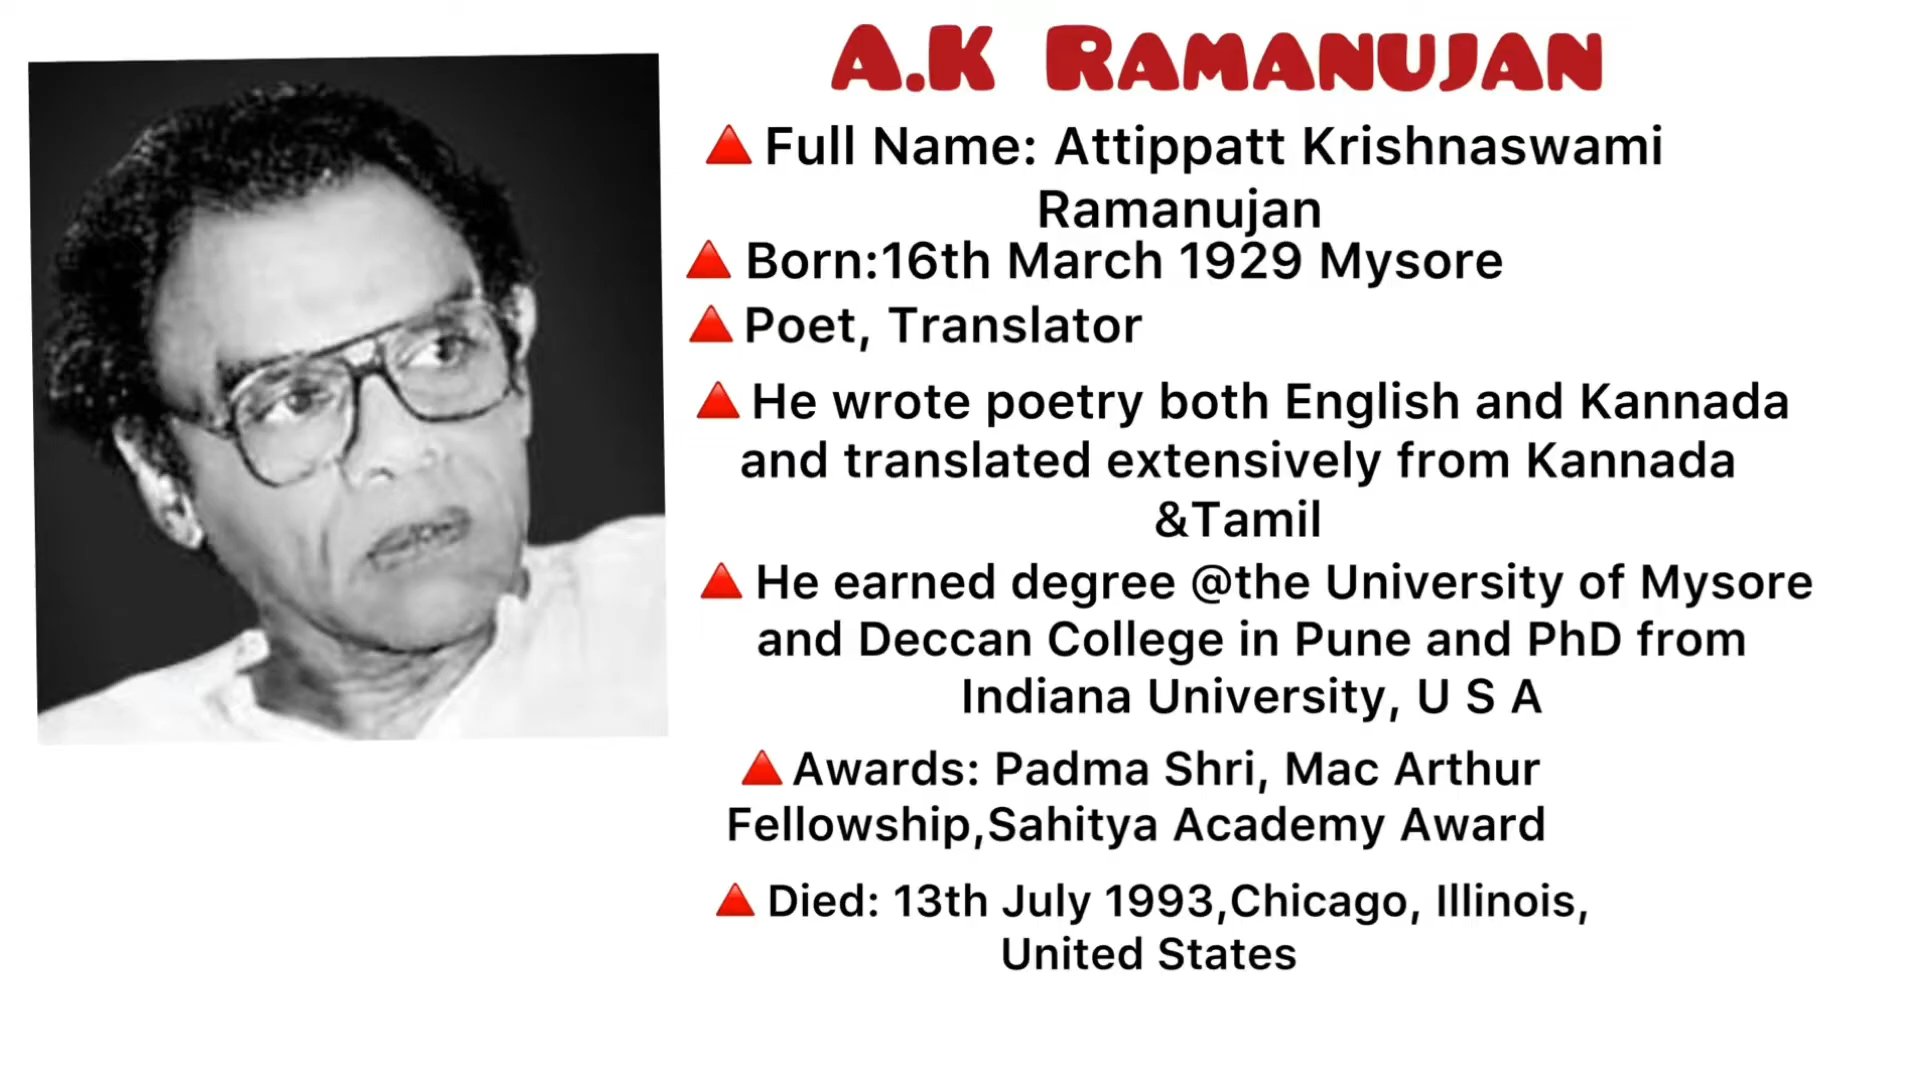 A.K RAMANUJAN
🔺Full Name: Attippatt Krishnaswami
Ramanujan
🔺Born:16th March 1929 Mysore
🔺Poet, Translator
🔺He wrote poetry both English and Kannada
and translated extensively from Kannada
&Tamil
🔺He earned degree @the University of Mysore
and Deccan College in Pune and PhD from
Indiana University, U S A
🔺Awards: Padma Shri, Mac Arthur
Fellowship,Sahitya Academy Award
🔺Died: 13th July 1993,Chicago, Illinois,
United States